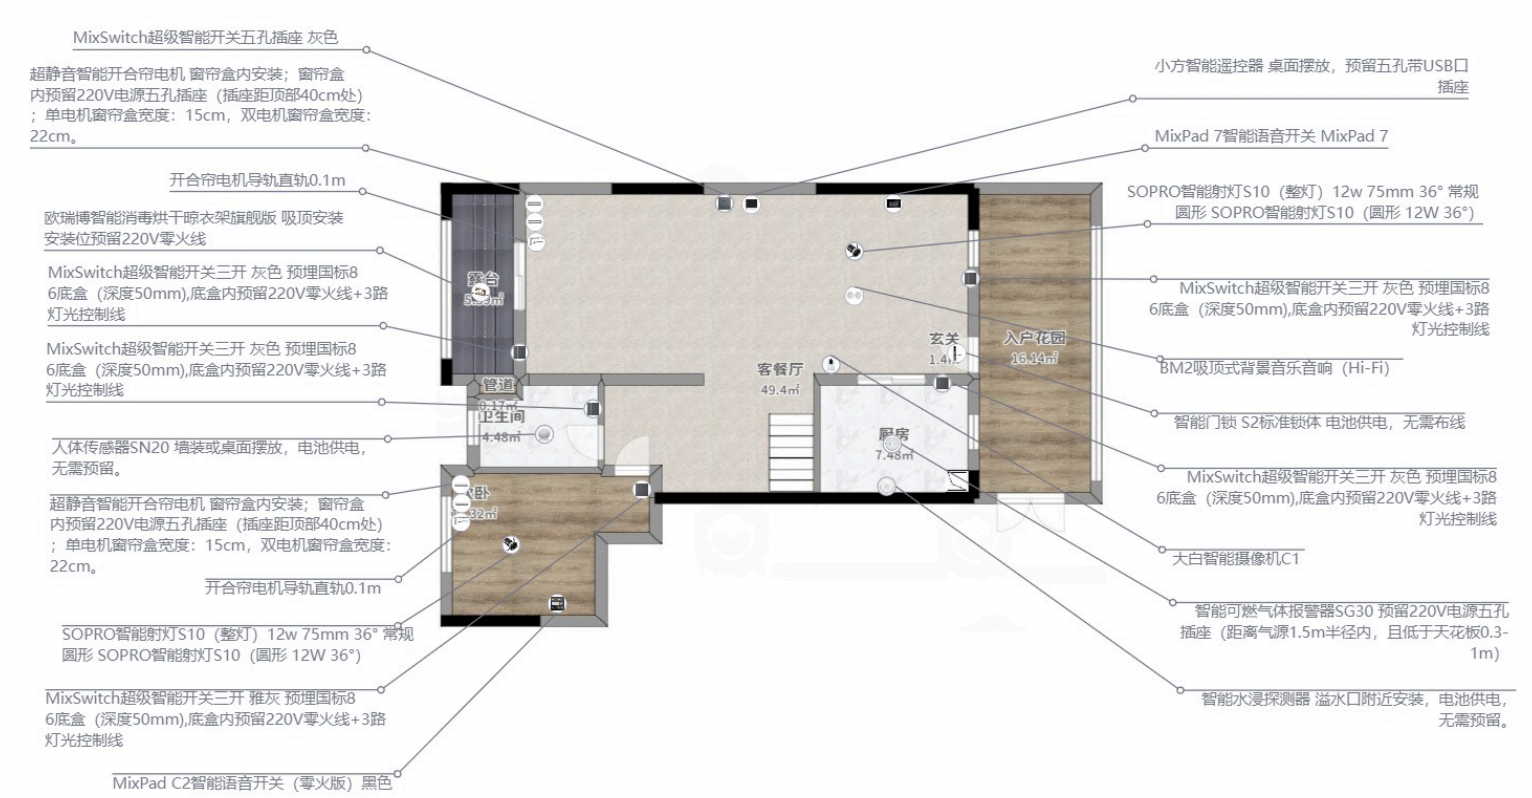 MixSwitch超级智能开关五孔插座 灰色
超静音智能开合帘电机 窗帘盒内安装；窗帘盒
内预留220V电源五孔插座（插座距顶部40cm处）
；单电机窗帘盒宽度：15cm，双电机窗帘盒宽度：
22cm。
开合帘电机导轨直轨0.1m
欧瑞博智能消毒烘干晾衣架旗舰版 吸顶安装
安装位预留220V零火线
MixSwitch超级智能开关三开 灰色 预埋国标8
6底盒（深度50mm),底盒内预留220V零火线+3路
灯光控制线
MixSwitch超级智能开关三开 灰色 预埋国标8
6底盒（深度50mm),底盒内预留220V零火线+3路
灯光控制线
人体传感器SN20 墙装或桌面摆放，电池供电，
无需预留。
超静音智能开合帘电机 窗帘盒内安装；窗帘盒
内预留220V电源五孔插座（插座距顶部40cm处）
；单电机窗帘盒宽度：15cm，双电机窗帘盒宽度：
22cm。
开合帘电机导轨直轨0.1m
SOPRO智能射灯S10（整灯）12w 75mm 36° 常规
圆形 SOPRO智能射灯S10（圆形 12W 36°）
MixSwitch超级智能开关三开 雅灰 预埋国标8
6底盒（深度50mm),底盒内预留220V零火线+3路
灯光控制线
MixPad C2智能语音开关（零火版）黑色
露台
管道
0.17㎡
卫生间
4.48㎡
卧
客餐厅
49.4㎡
玄关
1.4
厨房
7.48㎡
入户花园
16.14㎡
小方智能遥控器 桌面摆放，预留五孔带USB口
插座
MixPad 7智能语音开关 MixPad 7
SOPRO智能射灯S10（整灯）12w 75mm 36° 常规
圆形 SOPRO智能射灯S10（圆形 12W 36°）
MixSwitch超级智能开关三开 灰色 预埋国标8
6底盒（深度50mm),底盒内预留220V零火线+3路
灯光控制线
BM2吸顶式背景音乐音响（Hi-Fi）
智能门锁 S2标准锁体 电池供电，无需布线
MixSwitch超级智能开关三开 灰色 预埋国标8
6底盒（深度50mm),底盒内预留220V零火线+3路
灯光控制线
大白智能摄像机C1
智能可燃气体报警器SG30 预留220V电源五孔
插座（距离气源1.5m半径内，且低于天花板0.3-
1m）
智能水浸探测器 溢水口附近安装，电池供电，
无需预留。